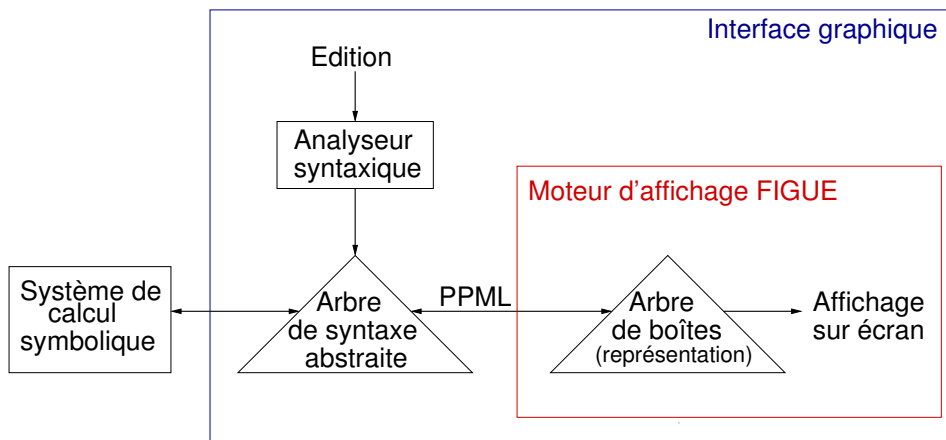 Interface graphique
Edition
Analyseur
syntaxique
Moteur d'affichage FIGUE
Système de
calcul
symbolique
Arbre
de syntaxe
abstraite
PPML
Arbre
de boîtes
(représentation)
Affichage
sur écran